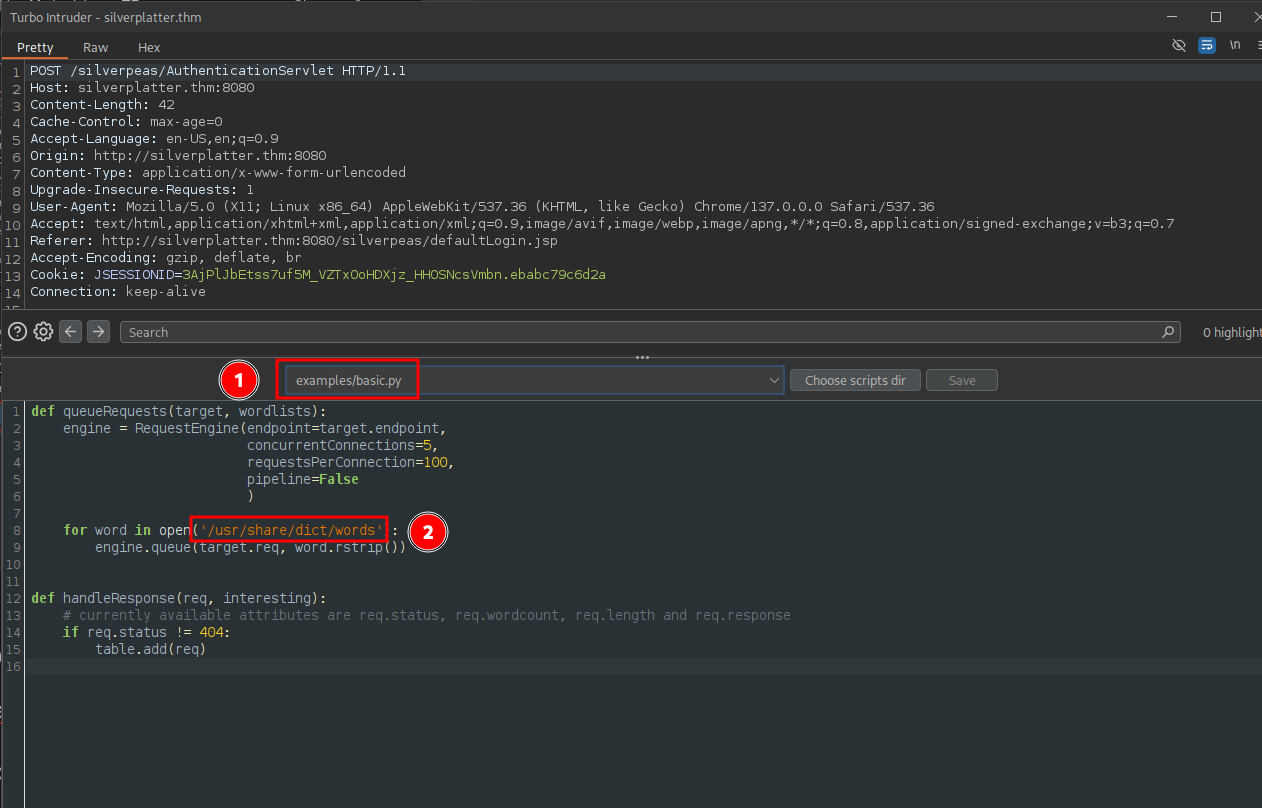 Turbo Intruder - silverplatter.thm
Pretty Raw Hex
\n
1 POST /silverpeas/AuthenticationServlet HTTP/1.1
2 Host: silverplatter.thm:8080
3 Content-Length: 42
4 Cache-Control: max-age=0
5 Accept-Language: en-US,en;q=0.9
6 Origin: http://silverplatter.thm:8080
7 Content-Type: application/x-www-form-urlencoded
8 Upgrade-Insecure-Requests: 1
9 User-Agent: Mozilla/5.0 (X11; Linux x86_64) AppleWebKit/537.36 (KHTML, like Gecko) Chrome/137.0.0.0 Safari/537.36
10 Accept: text/html,application/xhtml+xml,application/xml;q=0.9,image/avif,image/webp,image/apng,*/*;q=0.8,application/signed-exchange;v=b3;q=0.7
11 Referer: http://silverplatter.thm:8080/silverpeas/defaultLogin.jsp
12 Accept-Encoding: gzip, deflate, br
13 Cookie: JSESSIONID=3AjPlJbEtss7uf5M_VZTxOoHDXjz_HHOSNcsVmbn.ebabc79c6d2a
14 Connection: keep-alive
15
Search
0 highlight
1
examples/basic.py
Choose scripts dir
Save
1 def queueRequests(target, wordlists):
2 engine = RequestEngine(endpoint=target.endpoint,
3 concurrentConnections=5,
4 requestsPerConnection=100,
5 pipeline=False
6 )
7
8 for word in open('/usr/share/dict/words'):
2
9 engine.queue(target.req, word.rstrip())
10
11
12 def handleResponse(req, interesting):
13 # currently available attributes are req.status, req.wordcount, req.length and req.response
14 if req.status != 404:
15 table.add(req)
16